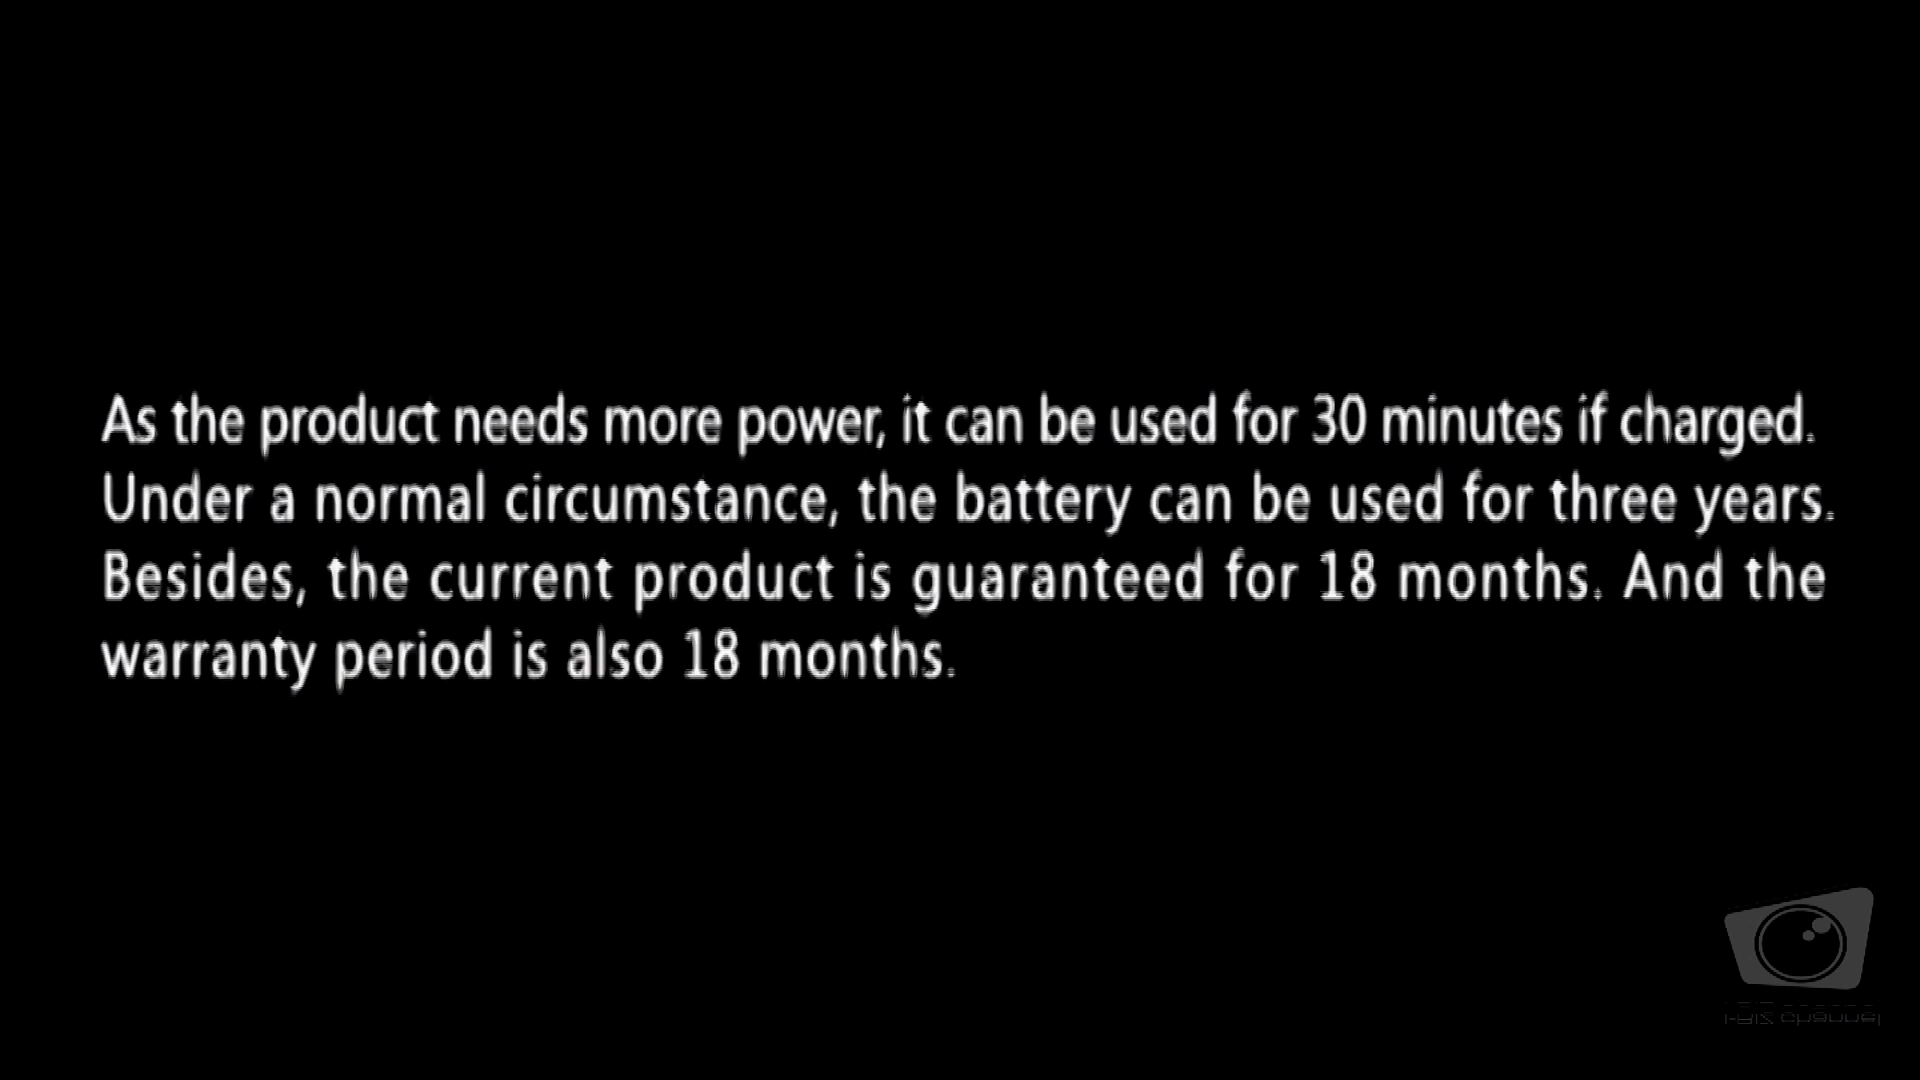 As the product needs more power, it can be used for 30 minutes if charged.
Under a normal circumstance, the battery can be used for three years.
Besides, the current product is guaranteed for 18 months. And the
warranty period is also 18 months.